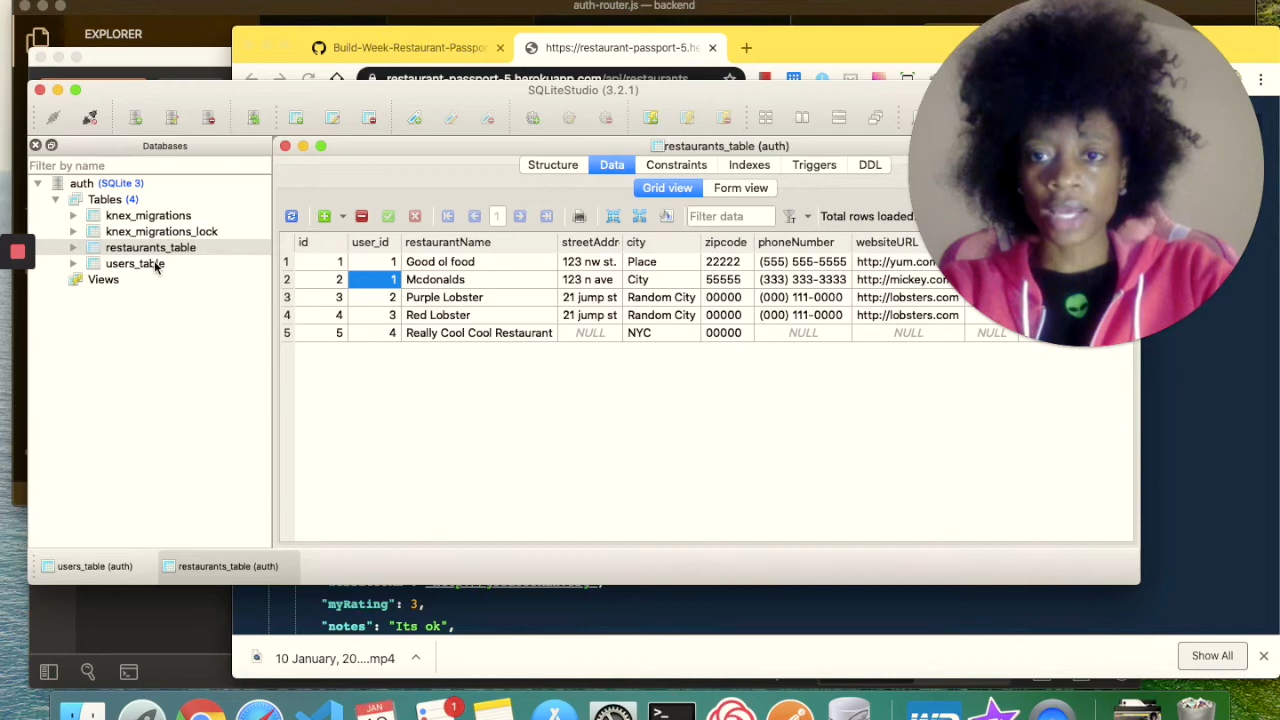 auth-router.js — backend
EXPLORER
Build-Week-Restaurant-Passpor
https://restaurant-passport-5.he
restaurant-passport-5.herokuapp.com/api/restaurants
SQLiteStudio (3.2.1)
Databases
restaurants_table (auth)
Filter by name
Structure Data Constraints Indexes Triggers DDL
auth (SQLite 3)
Grid view Form view
Tables (4)
knex_migrations
1 Filter data Total rows loaded
knex_migrations_lock
restaurants_table
users_table
Views
id user_id restaurantName streetAddr city zipcode phoneNumber websiteURL
1 1 1 Good ol food 123 nw st. Place 22222 (555) 555-5555 http://yum.com
2 2 1 Mcdonalds 123 n ave City 55555 (333) 333-3333 http://mickey.com
3 3 2 Purple Lobster 21 jump st Random City 00000 (000) 111-0000 http://lobsters.com
4 4 3 Red Lobster 21 jump st Random City 00000 (000) 111-0000 http://lobsters.com
5 5 4 Really Cool Cool Restaurant NULL NYC 00000 NULL NULL
users_table (auth) restaurants_table (auth)
"myRating": 3,
"notes": "Its ok",
10 January, 20....mp4
Show All
JAN
1